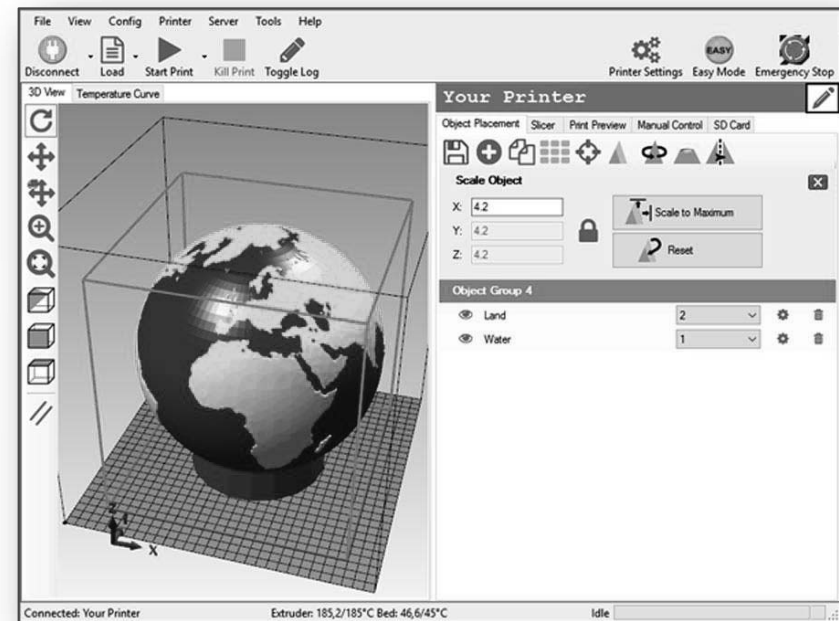 File View Config Printer Server Tools Help
Disconnect Load Start Print Kill Print Toggle Log Printer Settings EASY Easy Mode Emergency Stop
3D View Temperature Curve
Your Printer
Object Placement Slicer Print Preview Manual Control SD Card
Scale Object
X: 4.2 Scale to Maximum
Y: 4.2
Z: 4.2 Reset
Object Group 4
Land 2
Water 1
Z
X
Connected: Your Printer Extruder: 185,2/185°C Bed: 46,6/45°C Idle